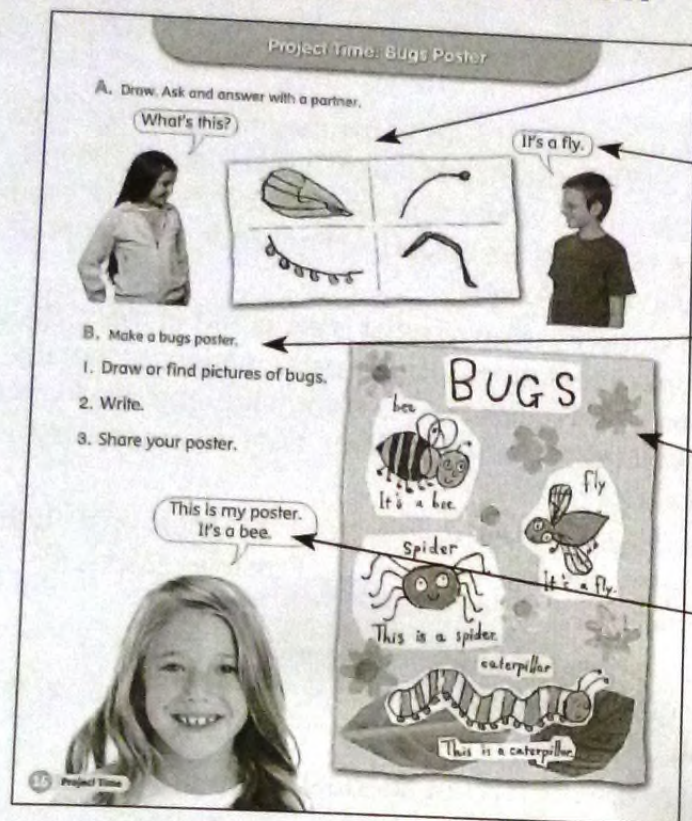 Project Time: Bugs Poster
A. Draw. Ask and answer with a partner.
What's this?
It's a fly.
B. Make a bugs poster.
1. Draw or find pictures of bugs.
2. Write.
3. Share your poster.
BUGS
bee
It's a bee.
fly
It's a fly.
spider
This is a spider.
caterpillar
This is a caterpillar.
This is my poster.
It's a bee.
16 Project Time